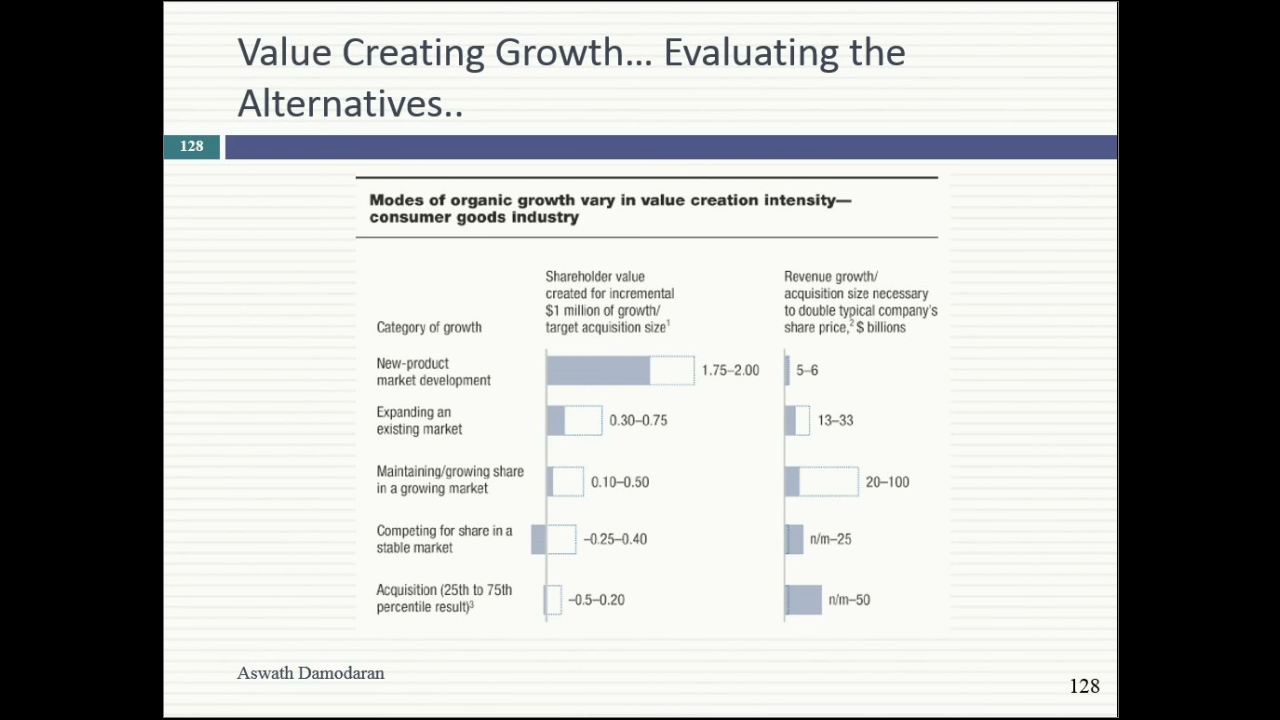 Value Creating Growth… Evaluating the
Alternatives..
128
Modes of organic growth vary in value creation intensity—
consumer goods industry
Category of growth
Shareholder value
created for incremental
$1 million of growth/
target acquisition size¹
Revenue growth/
acquisition size necessary
to double typical company's
share price,² $ billions
New-product
market development
1.75–2.00
5–6
Expanding an
existing market
0.30–0.75
13–33
Maintaining/growing share
in a growing market
0.10–0.50
20–100
Competing for share in a
stable market
–0.25–0.40
n/m–25
Acquisition (25th to 75th
percentile result)³
–0.5–0.20
n/m–50
Aswath Damodaran
128